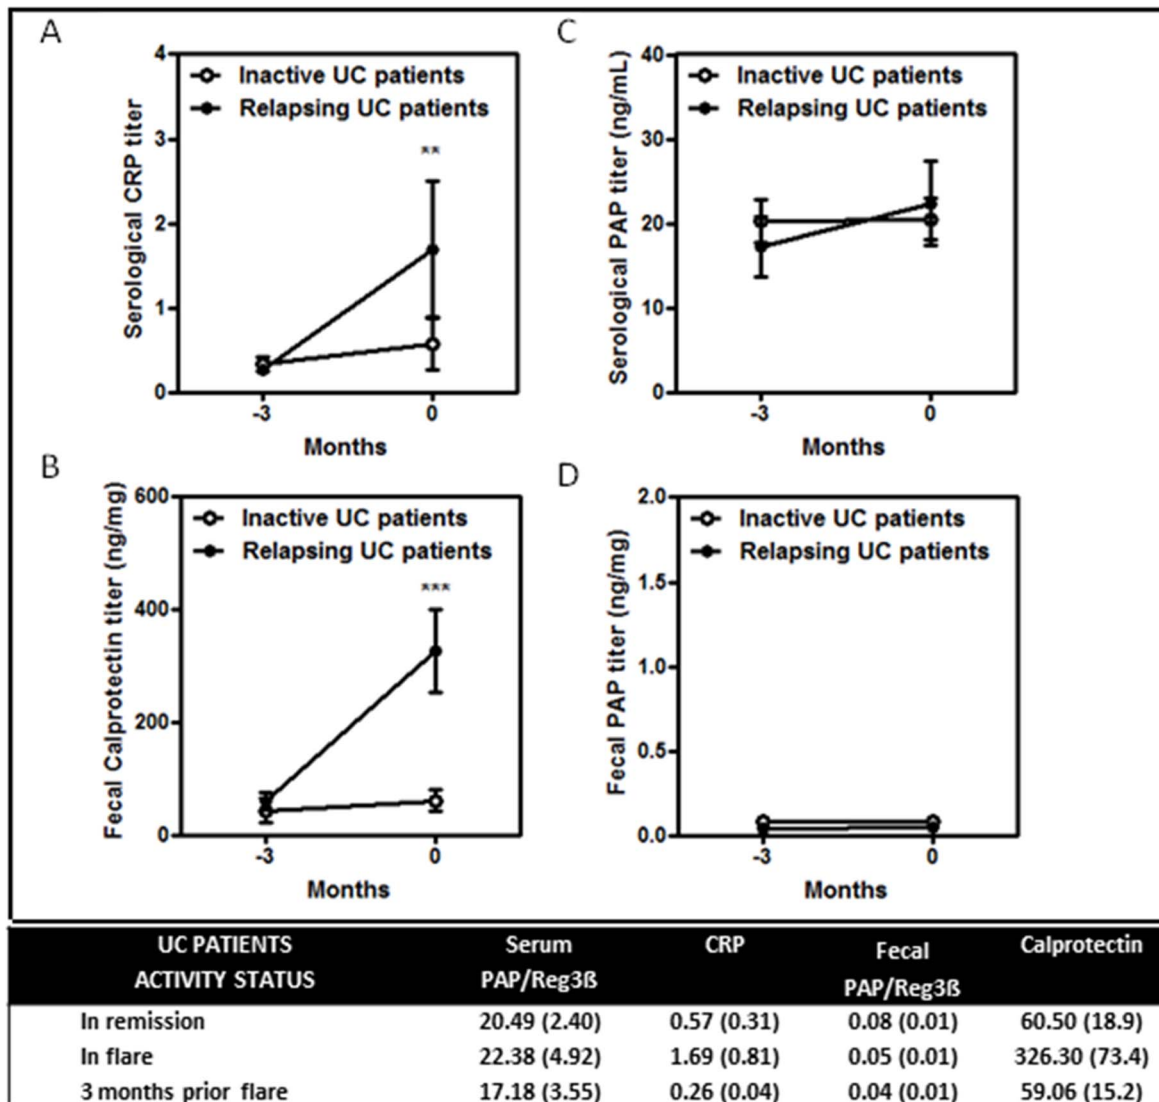 A
4
3
2
1
0
Serological CRP titer
Inactive UC patients
Relapsing UC patients
**
-3 0
Months
C
40
30
20
10
0
Serological PAP titer (ng/mL)
Inactive UC patients
Relapsing UC patients
-3 0
Months
B
600
400
200
0
Fecal Calprotectin titer (ng/mg)
Inactive UC patients
Relapsing UC patients
***
-3 0
Months
D
2.0
1.5
1.0
0.5
0.0
Fecal PAP titer (ng/mg)
Inactive UC patients
Relapsing UC patients
-3 0
Months
UC PATIENTS Serum CRP Fecal Calprotectin
ACTIVITY STATUS PAP/Reg3ß PAP/Reg3ß
In remission 20.49 (2.40) 0.57 (0.31) 0.08 (0.01) 60.50 (18.9)
In flare 22.38 (4.92) 1.69 (0.81) 0.05 (0.01) 326.30 (73.4)
3 months prior flare 17.18 (3.55) 0.26 (0.04) 0.04 (0.01) 59.06 (15.2)